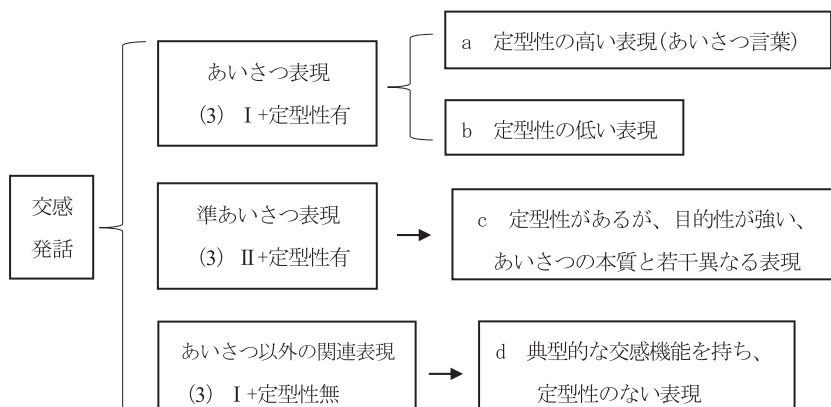 交感
発話
あいさつ表現
(3) Ⅰ+定型性有
a 定型性の高い表現(あいさつ言葉)
b 定型性の低い表現
準あいさつ表現
(3) Ⅱ+定型性有
c 定型性があるが、目的性が強い、
あいさつの本質と若干異なる表現
あいさつ以外の関連表現
(3) Ⅰ+定型性無
d 典型的な交感機能を持ち、
定型性のない表現